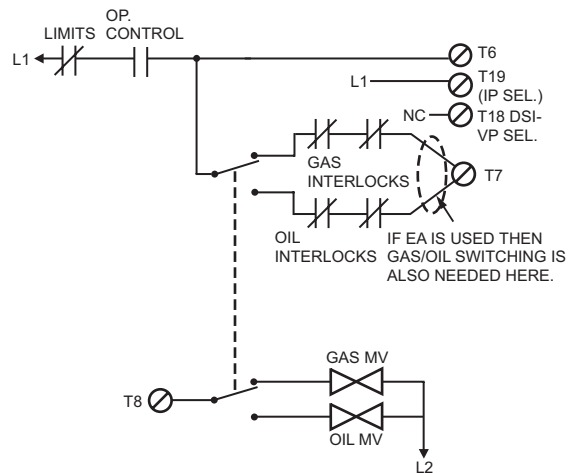 OP.
LIMITS CONTROL
L1
T6
L1 T19
(IP SEL.)
NC T18 DSI-
VP SEL.
GAS
INTERLOCKS
T7
OIL
INTERLOCKS
IF EA IS USED THEN
GAS/OIL SWITCHING IS
ALSO NEEDED HERE.
GAS MV
T8
OIL MV
L2